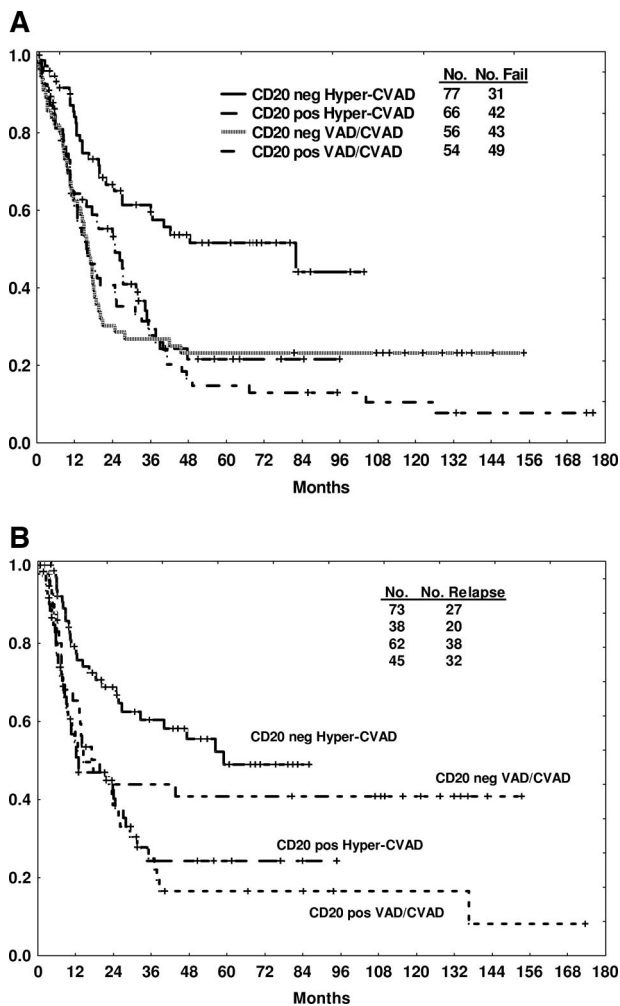 A
1.0
No. No. Fail
CD20 neg Hyper-CVAD 77 31
CD20 pos Hyper-CVAD 66 42
CD20 neg VAD/CVAD 56 43
CD20 pos VAD/CVAD 54 49
0.8
0.6
0.4
0.2
0.0
0 12 24 36 48 60 72 84 96 108 120 132 144 156 168 180
Months
B
1.0
No. No. Relapse
73 27
38 20
62 38
45 32
0.8
0.6
CD20 neg Hyper-CVAD
CD20 neg VAD/CVAD
0.4
CD20 pos Hyper-CVAD
0.2
CD20 pos VAD/CVAD
0.0
0 12 24 36 48 60 72 84 96 108 120 132 144 156 168 180
Months